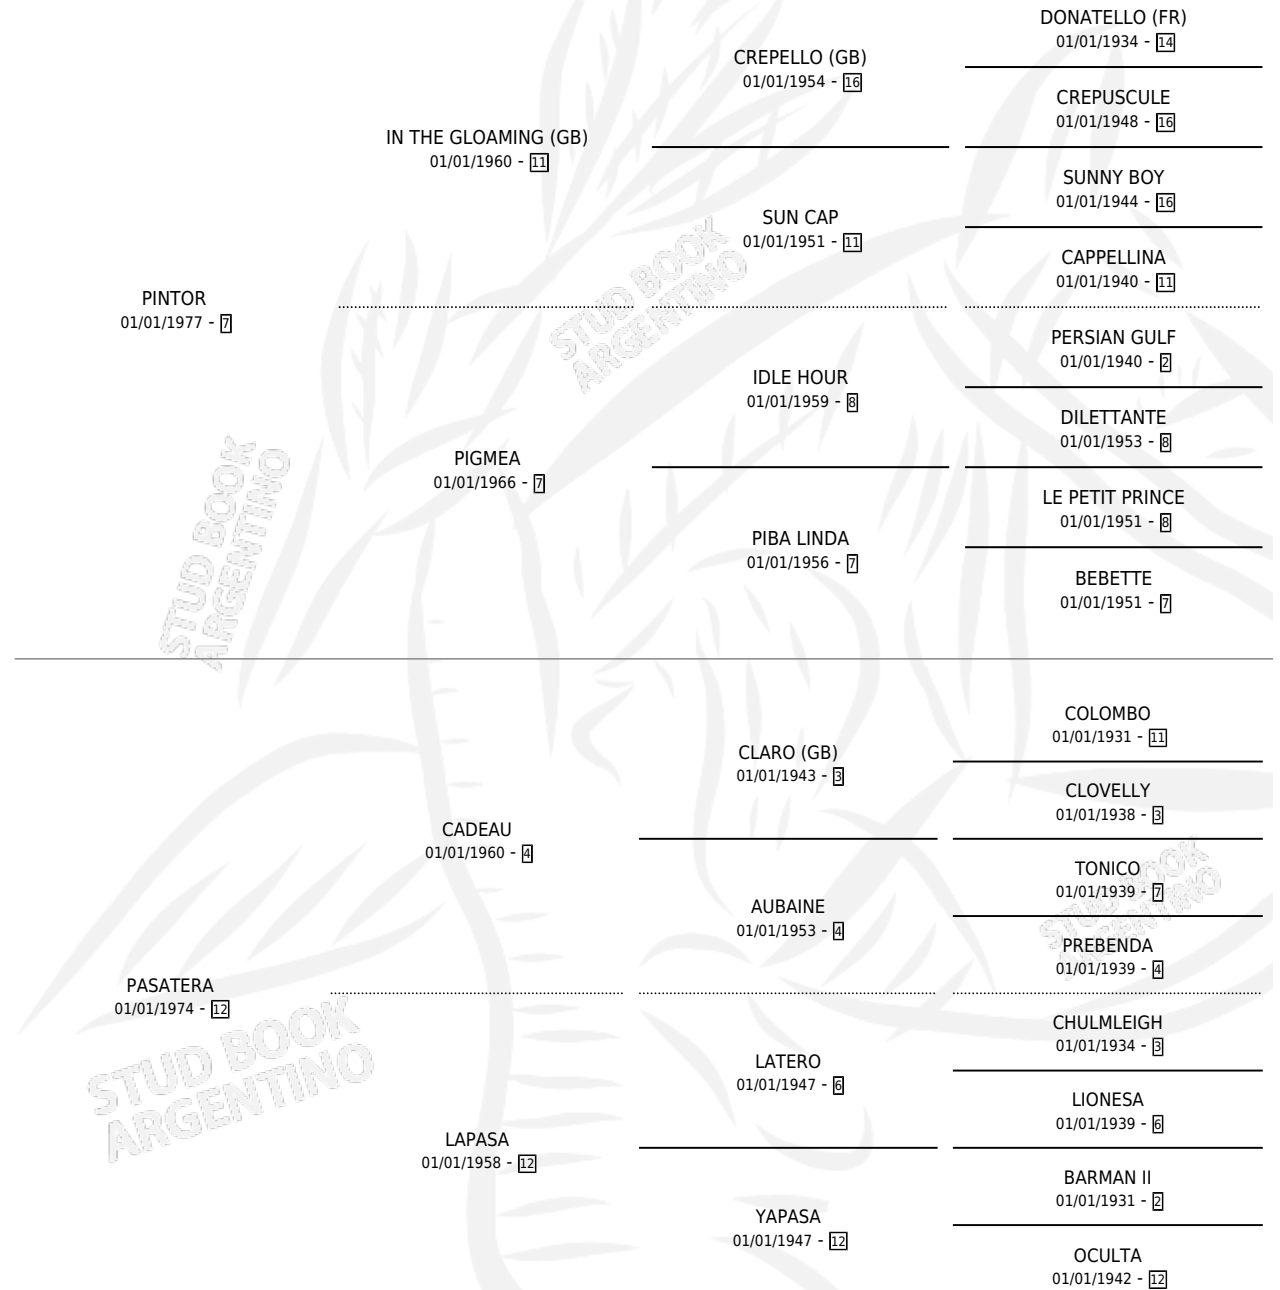 DONATELLO (FR)
01/01/1934 - 14
CREPELLO (GB)
01/01/1954 - 16
CREPUSCULE
01/01/1948 - 16
IN THE GLOAMING (GB)
01/01/1960 - 11
SUNNY BOY
01/01/1944 - 16
SUN CAP
01/01/1951 - 11
CAPPELLINA
01/01/1940 - 11
PINTOR
01/01/1977 - 7
PERSIAN GULF
01/01/1940 - 2
IDLE HOUR
01/01/1959 - 8
DILETTANTE
01/01/1953 - 8
PIGMEA
01/01/1966 - 7
LE PETIT PRINCE
01/01/1951 - 8
PIBA LINDA
01/01/1956 - 7
BEBETTE
01/01/1951 - 7
COLOMBO
01/01/1931 - 11
CLARO (GB)
01/01/1943 - 3
CLOVELLY
01/01/1938 - 3
CADEAU
01/01/1960 - 4
TONICO
01/01/1939 - 7
AUBAINE
01/01/1953 - 4
PREBENDA
01/01/1939 - 4
PASATERA
01/01/1974 - 12
CHULMLEIGH
01/01/1934 - 3
LATERO
01/01/1947 - 6
LIONESA
01/01/1939 - 6
LAPASA
01/01/1958 - 12
BARMAN II
01/01/1931 - 2
YAPASA
01/01/1947 - 12
OCULTA
01/01/1942 - 12
STUD BOOK
ARGENTINO
STUD BOOK
ARGENTINO
STUD BOOK
ARGENTINO
STUD BOOK
ARGENTINO